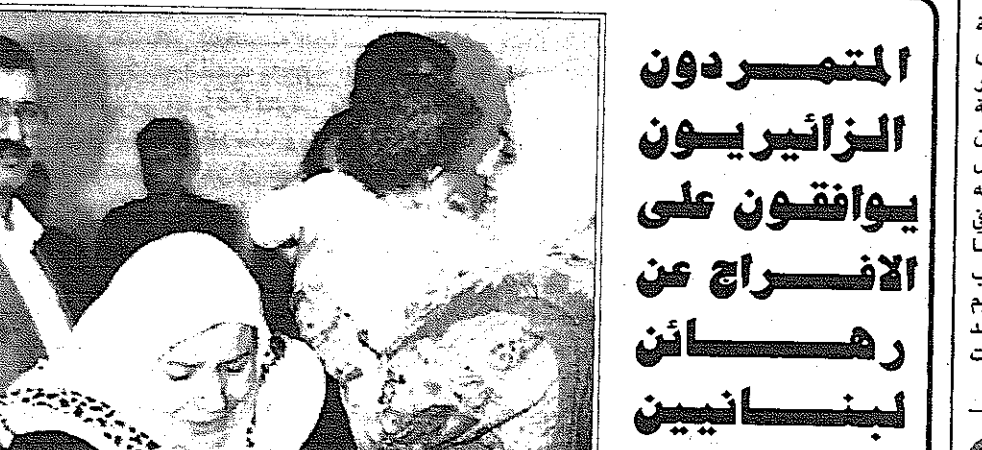 المتمردون
الزائيريون
يوافقون على
الافراج عن
رهائن
لبنانيين